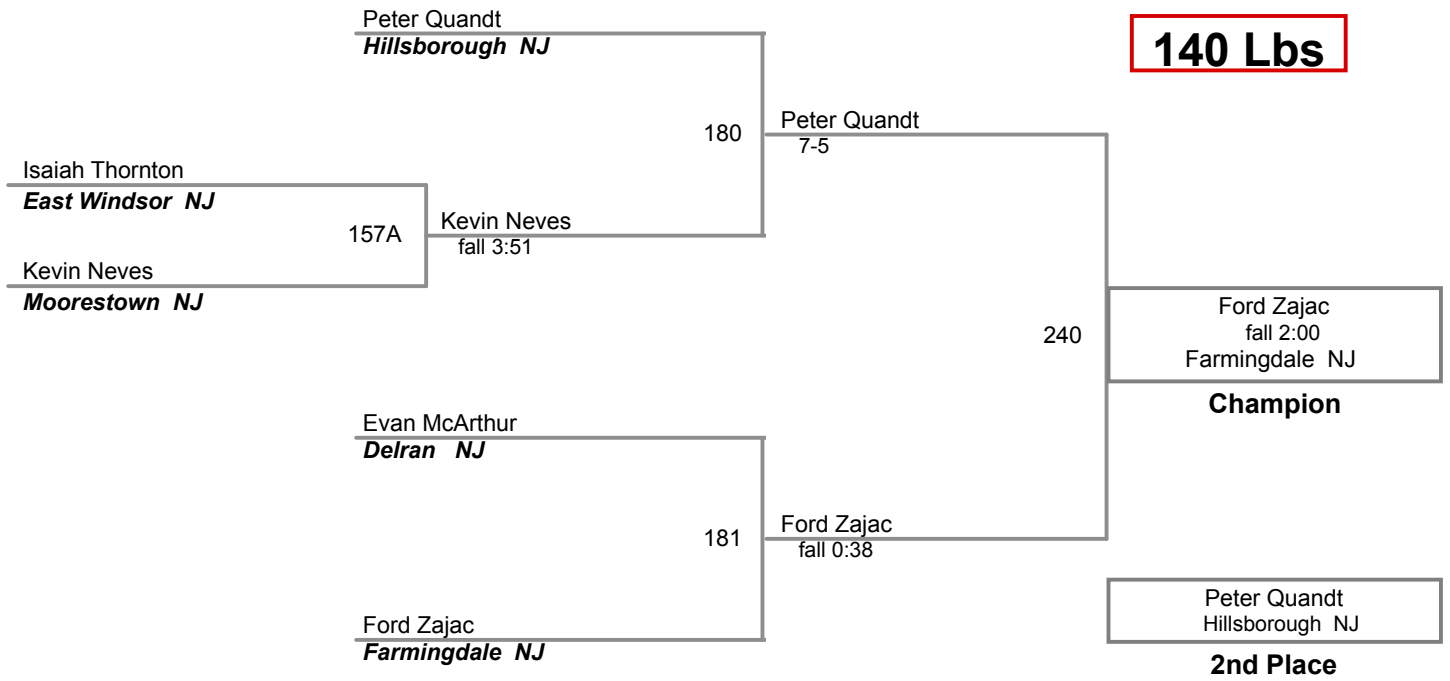 Peter Quandt
Hillsborough NJ
140 Lbs
180
Peter Quandt
7-5
Isaiah Thornton
East Windsor NJ
157A
Kevin Neves
fall 3:51
Kevin Neves
Moorestown NJ
240
Ford Zajac
fall 2:00
Farmingdale NJ
Champion
Evan McArthur
Delran NJ
181
Ford Zajac
fall 0:38
Ford Zajac
Farmingdale NJ
Peter Quandt
Hillsborough NJ
2nd Place